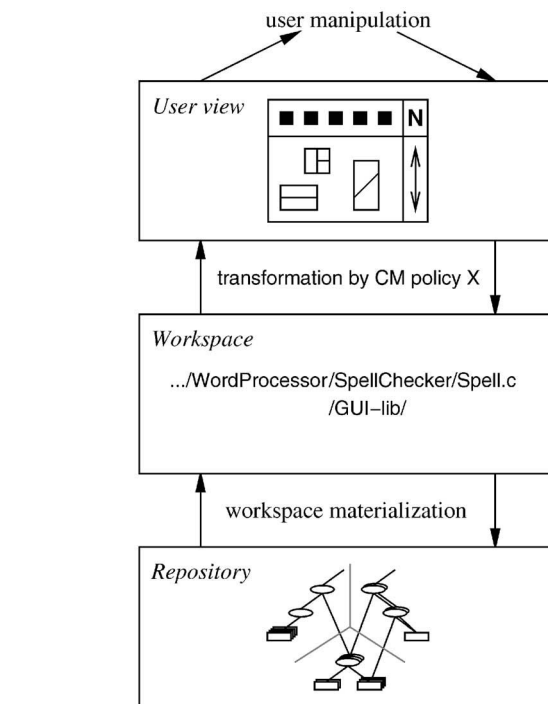 user manipulation
User view
N
transformation by CM policy X
Workspace
.../WordProcessor/SpellChecker/Spell.c
/GUI–lib/
workspace materialization
Repository